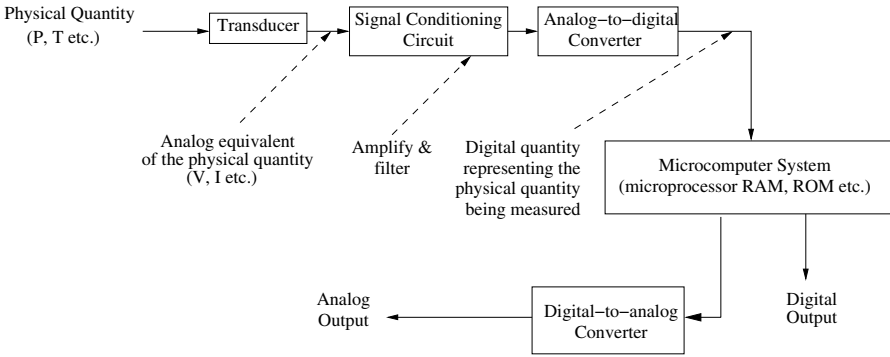 Physical Quantity
(P, T etc.)
Transducer
Signal Conditioning
Circuit
Analog-to-digital
Converter
Analog equivalent
of the physical quantity
(V, I etc.)
Amplify &
filter
Digital quantity
representing the
physical quantity
being measured
Microcomputer System
(microprocessor RAM, ROM etc.)
Analog
Output
Digital-to-analog
Converter
Digital
Output